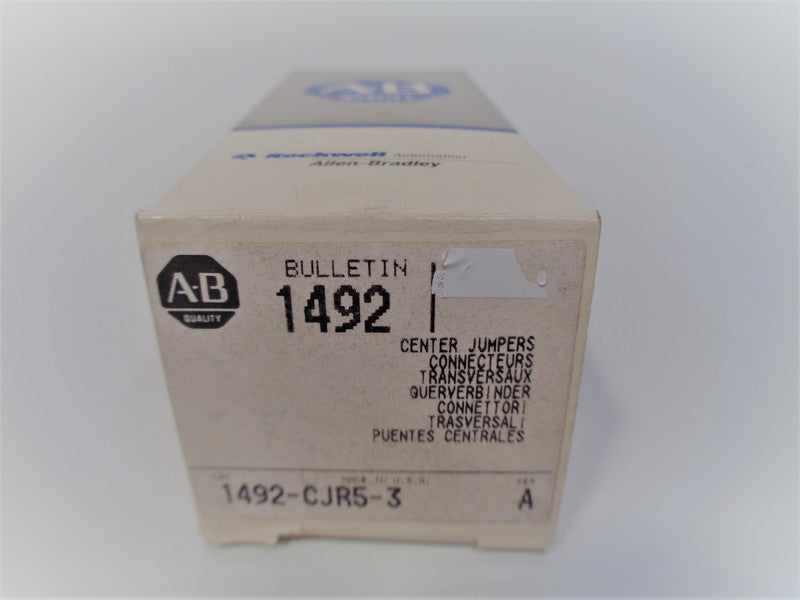 A-B
QUALITY
Rockwell Automation
Allen-Bradley
A-B
QUALITY
BULLETIN
1492
CENTER JUMPERS
CONNECTEURS
TRANSVERSAUX
QUERVERBINDER
CONNETTORI
TRASVERSALI
PUENTES CENTRALES
CAT MADE IN U.S.A. SER
1492-CJR5-3 A